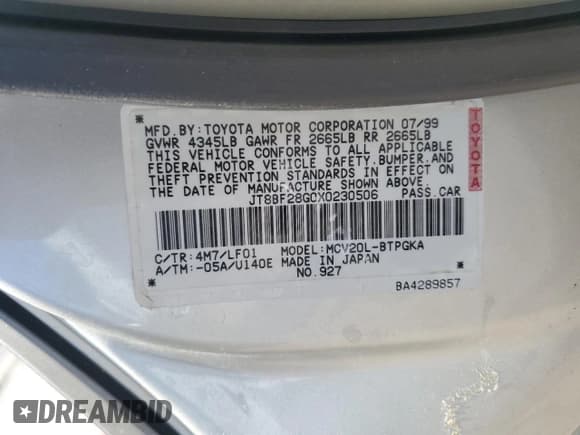 MFD.BY:TOYOTA MOTOR CORPORATION 07/99
GVWR 4345LB GAWR FR 2665LB RR 2665LB
THIS VEHICLE CONFORMS TO ALL APPLICABLE
FEDERAL MOTOR VEHICLE SAFETY,BUMPER,AND
THEFT PREVENTION STANDARDS IN EFFECT ON
THE DATE OF MANUFACTURE SHOWN ABOVE
JT8BF28G0X0230506 PASS.CAR
TOYOTA
C/TR:4M7/LF01 MODEL:MCV20L-BTPGKA
A/TM:-05A/U140E MADE IN JAPAN
NO.927
BA4289857
DREAMBID